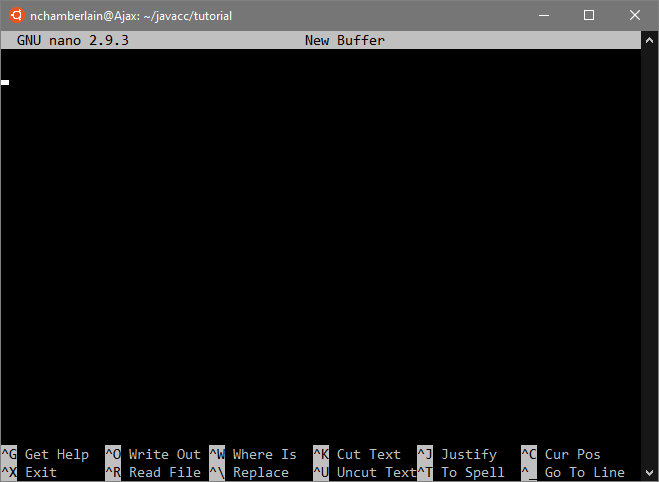 nchamberlain@Ajax: ~/javacc/tutorial
GNU nano 2.9.3 New Buffer
^G Get Help ^O Write Out ^W Where Is ^K Cut Text ^J Justify ^C Cur Pos
^X Exit ^R Read File ^\ Replace ^U Uncut Text ^T To Spell ^_ Go To Line